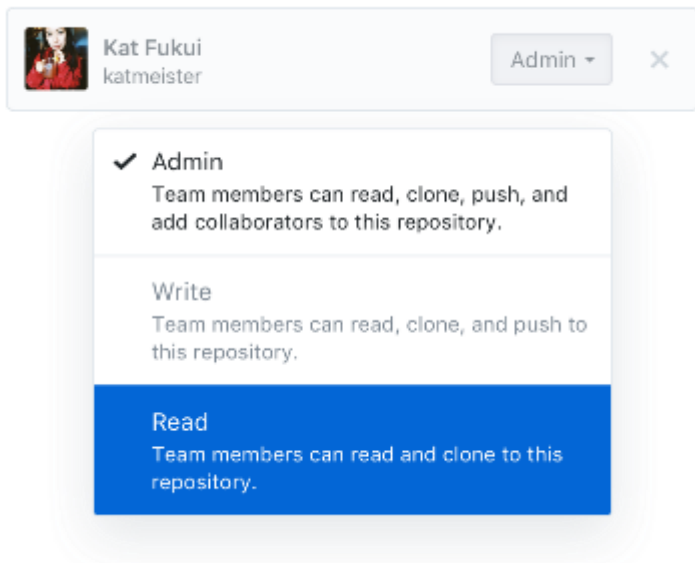 Kat Fukui
katmeister
Admin
Admin
Team members can read, clone, push, and
add collaborators to this repository.
Write
Team members can read, clone, and push to
this repository.
Read
Team members can read and clone to this
repository.